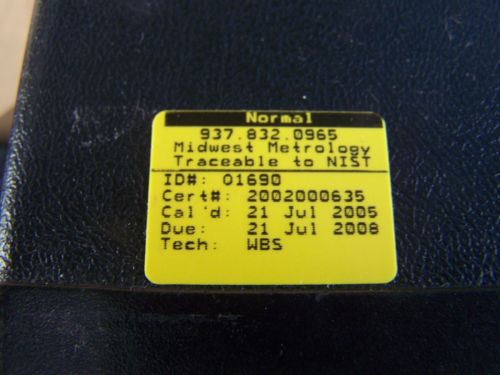 Normal
937.832.0965
Midwest Metrology
Traceable to NIST
ID#: 01690
Cert#: 2002000635
Cal'd: 21 Jul 2005
Due: 21 Jul 2008
Tech: WBS